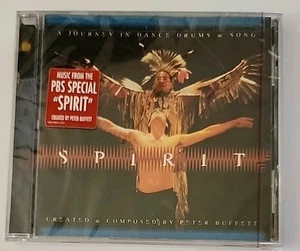 A JOURNEY IN DANCE DRUMS & SONG
MUSIC FROM THE
PBS SPECIAL
"SPIRIT"
CREATED BY PETER BUFFETT
SPIRIT
CREATED & COMPOSED BY PETER BUFFETT